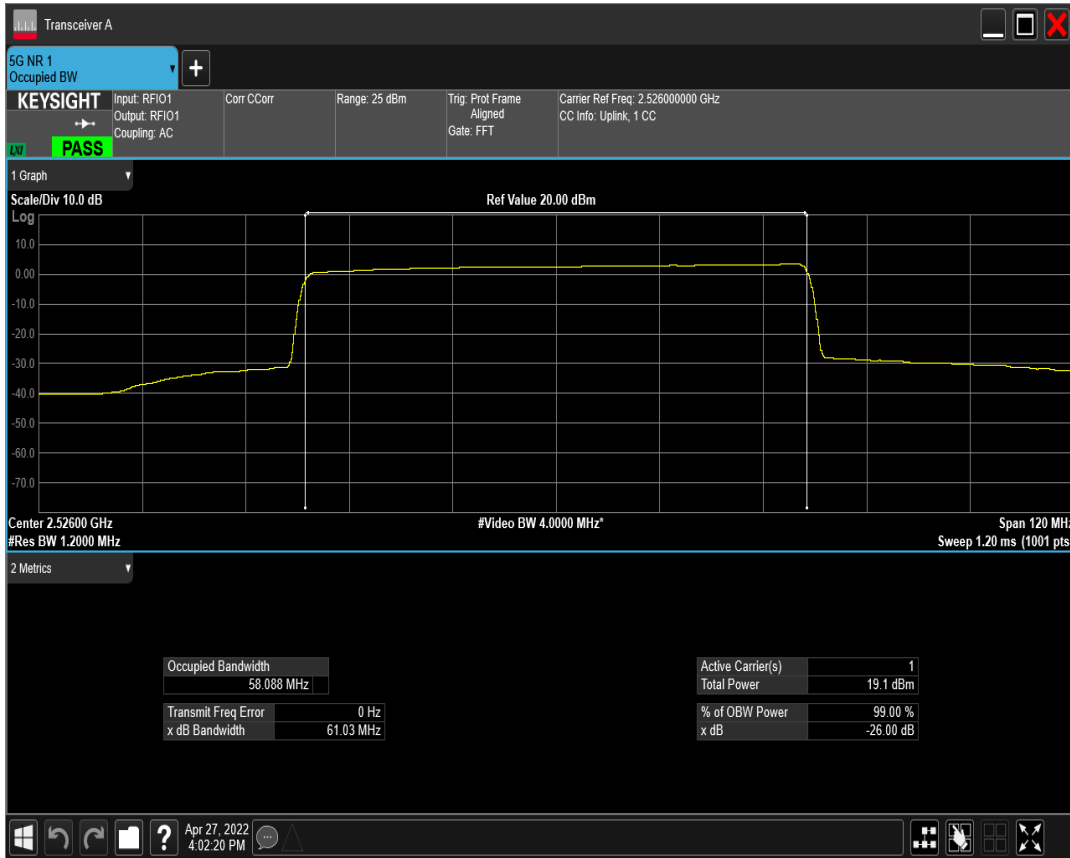 Transceiver A
5G NR 1
Occupied BW
KEYSIGHT
LXI
PASS
Input: RFIO1
Output: RFIO1
Coupling: AC
Corr CCorr
Range: 25 dBm
Trig: Prot Frame
Aligned
Gate: FFT
Carrier Ref Freq: 2.526000000 GHz
CC Info: Uplink, 1 CC
1 Graph
Scale/Div 10.0 dB
Ref Value 20.00 dBm
Log
10.0
0.00
-10.0
-20.0
-30.0
-40.0
-50.0
-60.0
-70.0
Center 2.52600 GHz
#Video BW 4.0000 MHz*
Span 120 MHz
#Res BW 1.2000 MHz
Sweep 1.20 ms (1001 pts
2 Metrics
Occupied Bandwidth
58.088 MHz
Transmit Freq Error 0 Hz
x dB Bandwidth 61.03 MHz
Active Carrier(s) 1
Total Power 19.1 dBm
% of OBW Power 99.00 %
x dB -26.00 dB
?
Apr 27, 2022
4:02:20 PM